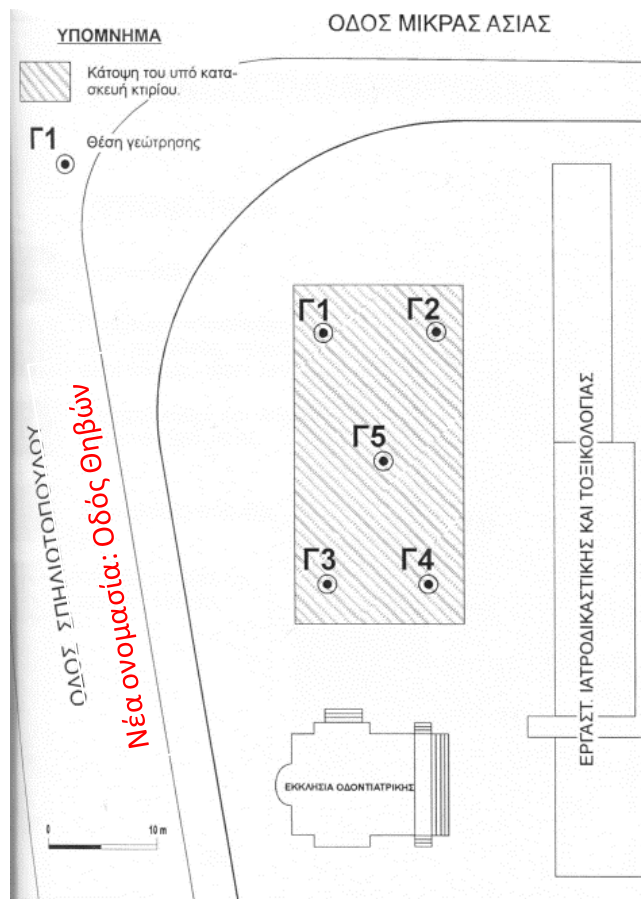 ΥΠΟΜΝΗΜΑ
ΟΔΟΣ ΜΙΚΡΑΣ ΑΣΙΑΣ
Κάτοψη του υπό κατα-
σκευή κτιρίου.
Γ1
Θέση γεώτρησης
Γ1
Γ2
Γ5
Γ3
Γ4
ΟΔΟΣ ΣΠΗΛΙΟΤΟΠΟΥΛΟΥ
Νέα ονομασία: Οδός Θηβών
ΕΡΓΑΣΤ. ΙΑΤΡΟΔΙΚΑΣΤΙΚΗΣ ΚΑΙ ΤΟΞΙΚΟΛΟΓΙΑΣ
ΕΚΚΛΗΣΙΑ ΟΔΟΝΤΙΑΤΡΙΚΗΣ
0 10 m